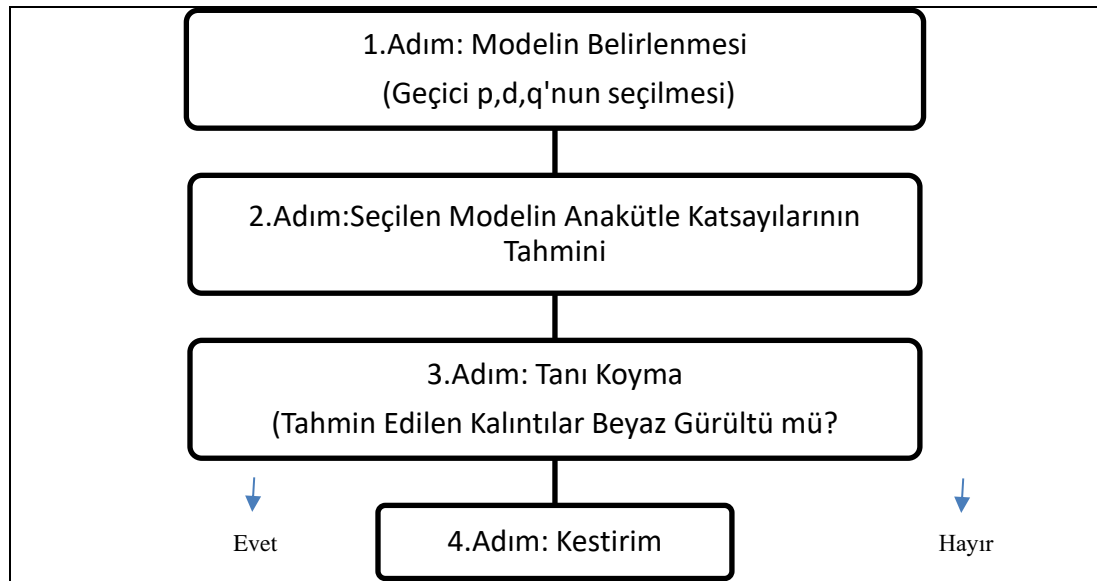 1.Adım: Modelin Belirlenmesi
(Geçici p,d,q'nun seçilmesi)
2.Adım:Seçilen Modelin Anakütle Katsayılarının
Tahmini
3.Adım: Tanı Koyma
(Tahmin Edilen Kalıntılar Beyaz Gürültü mü?
Evet
4.Adım: Kestirim
Hayır